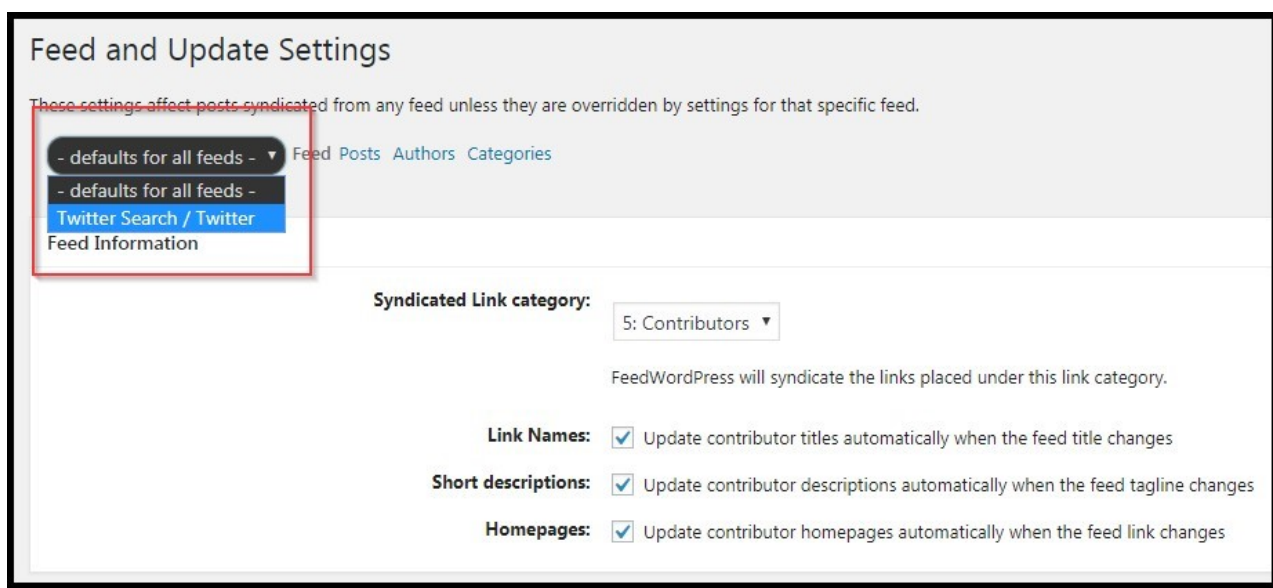 Feed and Update Settings
These settings affect posts syndicated from any feed unless they are overridden by settings for that specific feed.
- defaults for all feeds - Feed Posts Authors Categories
- defaults for all feeds -
Twitter Search / Twitter
Feed Information
Syndicated Link category:
5: Contributors
FeedWordPress will syndicate the links placed under this link category.
Link Names: Update contributor titles automatically when the feed title changes
Short descriptions: Update contributor descriptions automatically when the feed tagline changes
Homepages: Update contributor homepages automatically when the feed link changes